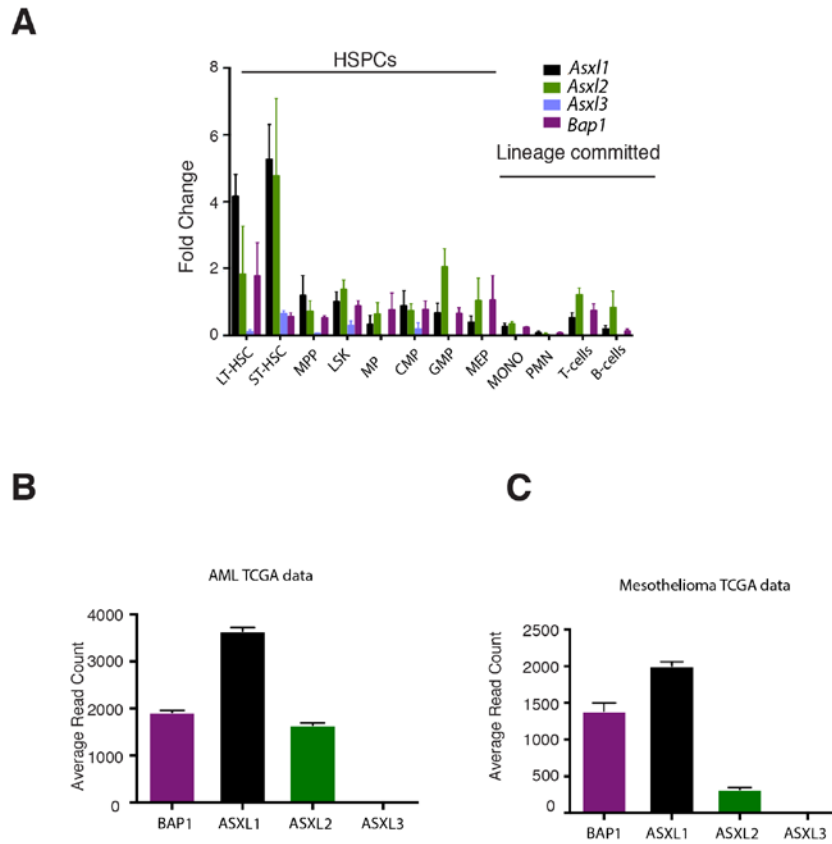 A
HSPCs
Asxl1
Asxl2
Asxl3
Bap1
Lineage committed
Fold Change
8
6
4
2
0
LT-HSC
ST-HSC
MPP
LSK
MP
CMP
GMP
MEP
MONO
PMN
T-cells
B-cells
B
AML TCGA data
Average Read Count
4000
3000
2000
1000
0
BAP1
ASXL1
ASXL2
ASXL3
C
Mesothelioma TCGA data
Average Read Count
2500
2000
1500
1000
500
0
BAP1
ASXL1
ASXL2
ASXL3